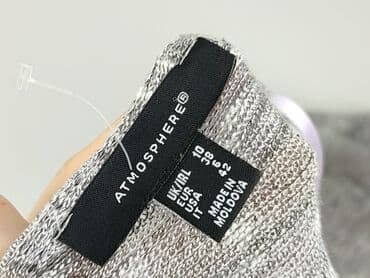 ATMOSPHERE®
UK/IRL 10
EUR 38
USA 6
IT 42
MADE IN
MOLDOVA